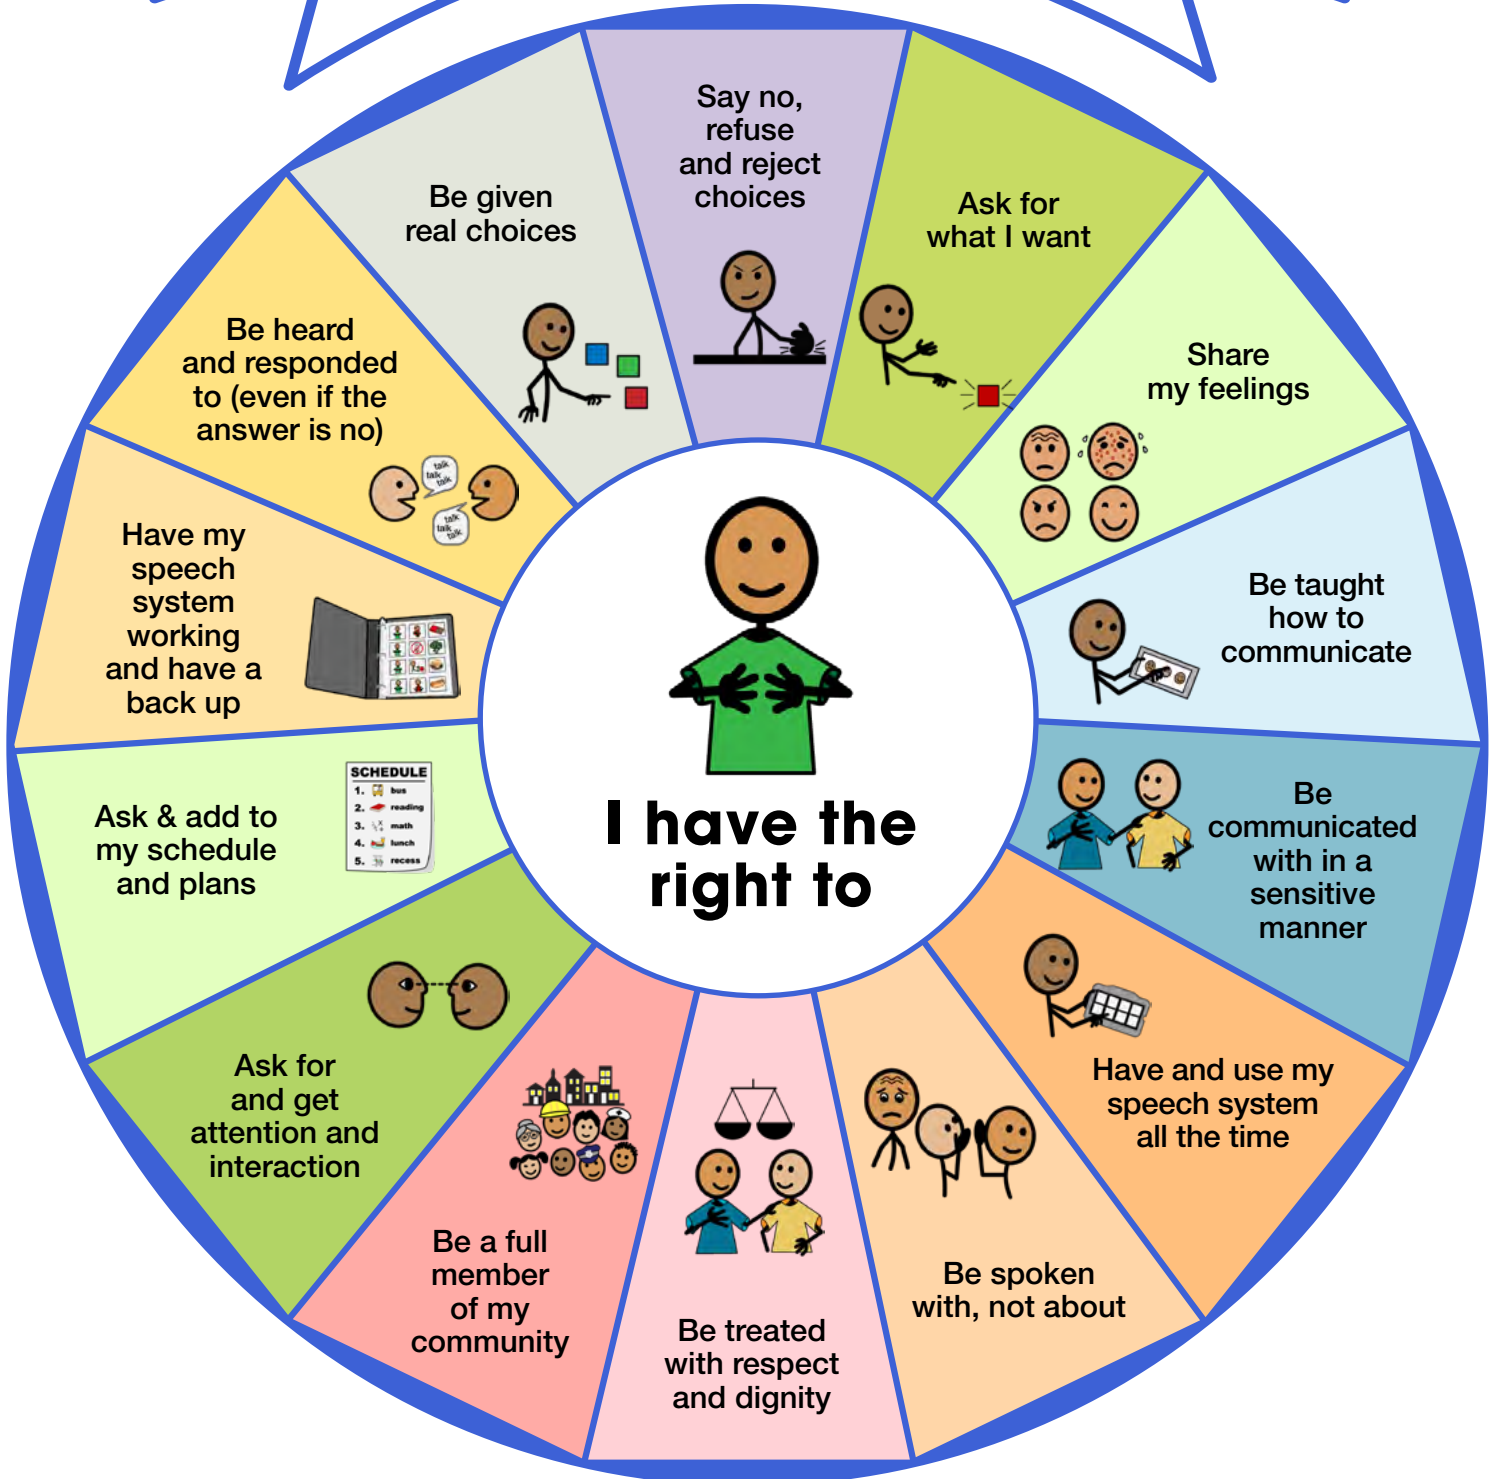 Say no,
refuse
and reject
choices
Ask for
what I want
Share
my feelings
Be taught
how to
communicate
Be
communicated
with in a
sensitive
manner
Have and use my
speech system
all the time
Be spoken
with, not about
Be treated
with respect
and dignity
Be a full
member
of my
community
Ask for
and get
attention and
interaction
Ask & add to
my schedule
and plans
SCHEDULE
1. bus
2. reading
3. math
4. lunch
5. recess
Have my
speech
system
working
and have a
back up
Be heard
and responded
to (even if the
answer is no)
talk
talk
talk
talk
talk
talk
Be given
real choices
I have the
right to